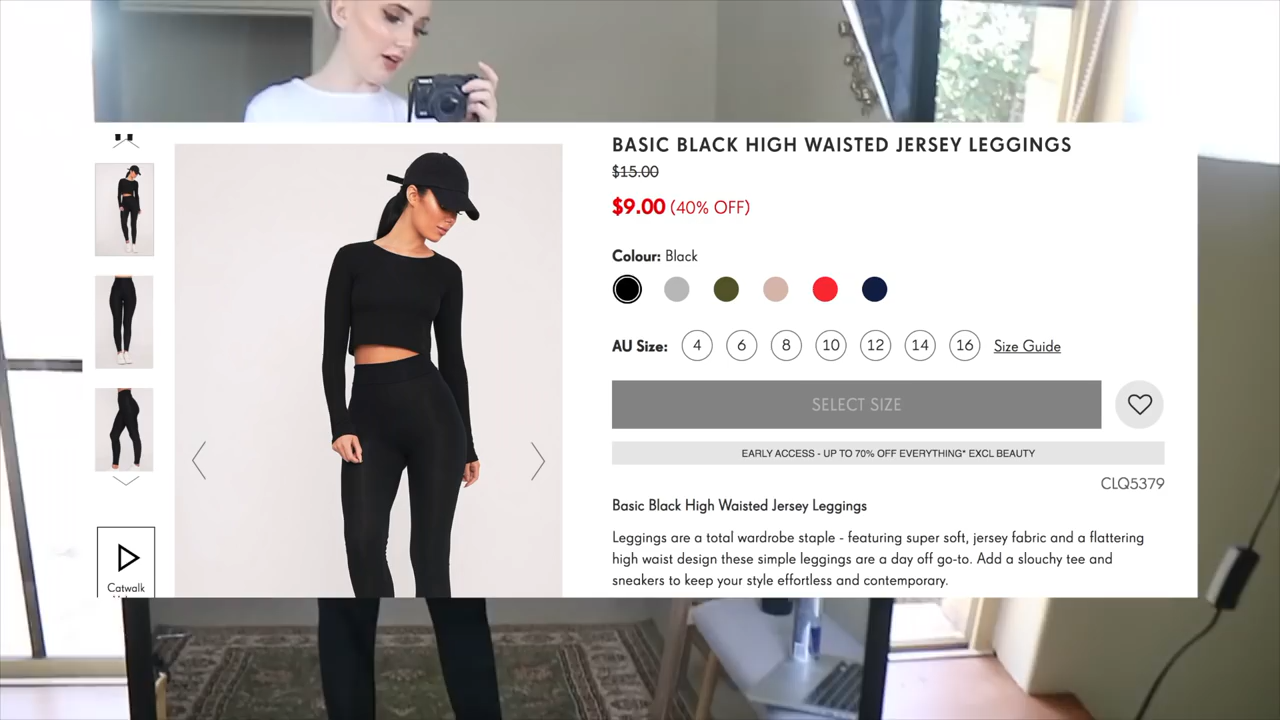 BASIC BLACK HIGH WAISTED JERSEY LEGGINGS
$15.00
$9.00 (40% OFF)
Colour: Black
AU Size: 4 6 8 10 12 14 16 Size Guide
SELECT SIZE
EARLY ACCESS - UP TO 70% OFF EVERYTHING* EXCL BEAUTY
CLQ5379
Basic Black High Waisted Jersey Leggings
Leggings are a total wardrobe staple - featuring super soft, jersey fabric and a flattering
high waist design these simple leggings are a day off go-to. Add a slouchy tee and
sneakers to keep your style effortless and contemporary.
Catwalk